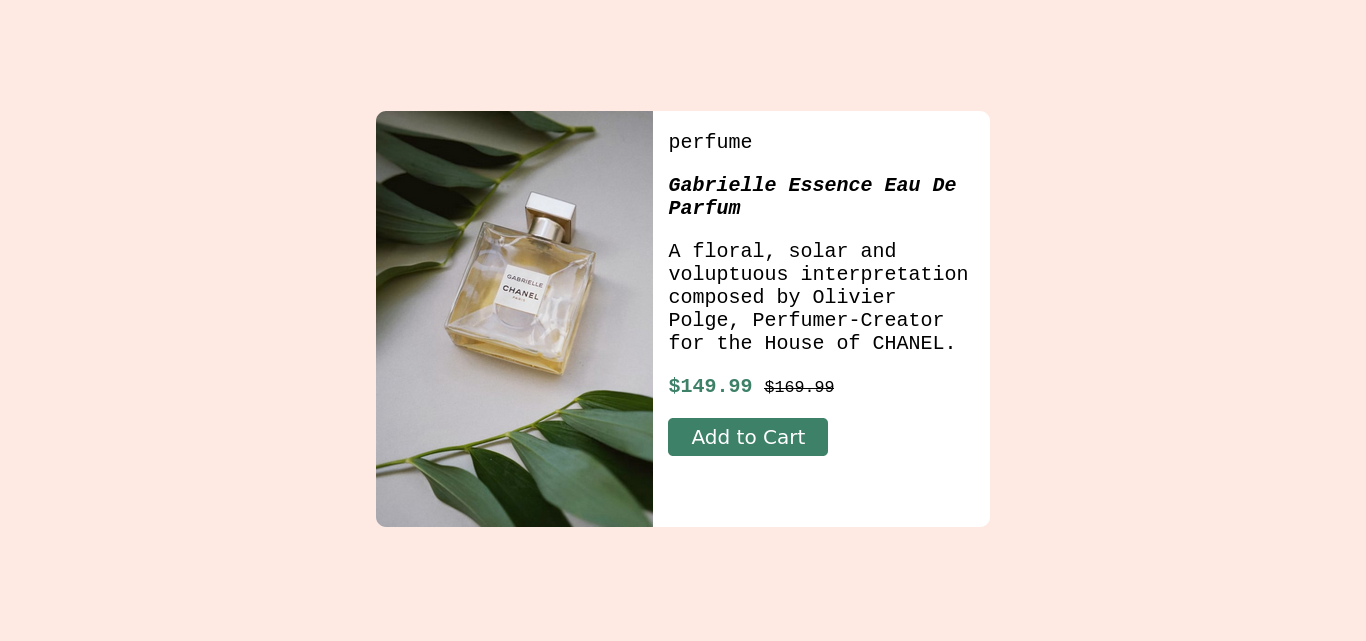 GABRIELLE
CHANEL
PARIS
perfume
Gabrielle Essence Eau De
Parfum
A floral, solar and
voluptuous interpretation
composed by Olivier
Polge, Perfumer-Creator
for the House of CHANEL.
$149.99 $169.99
Add to Cart